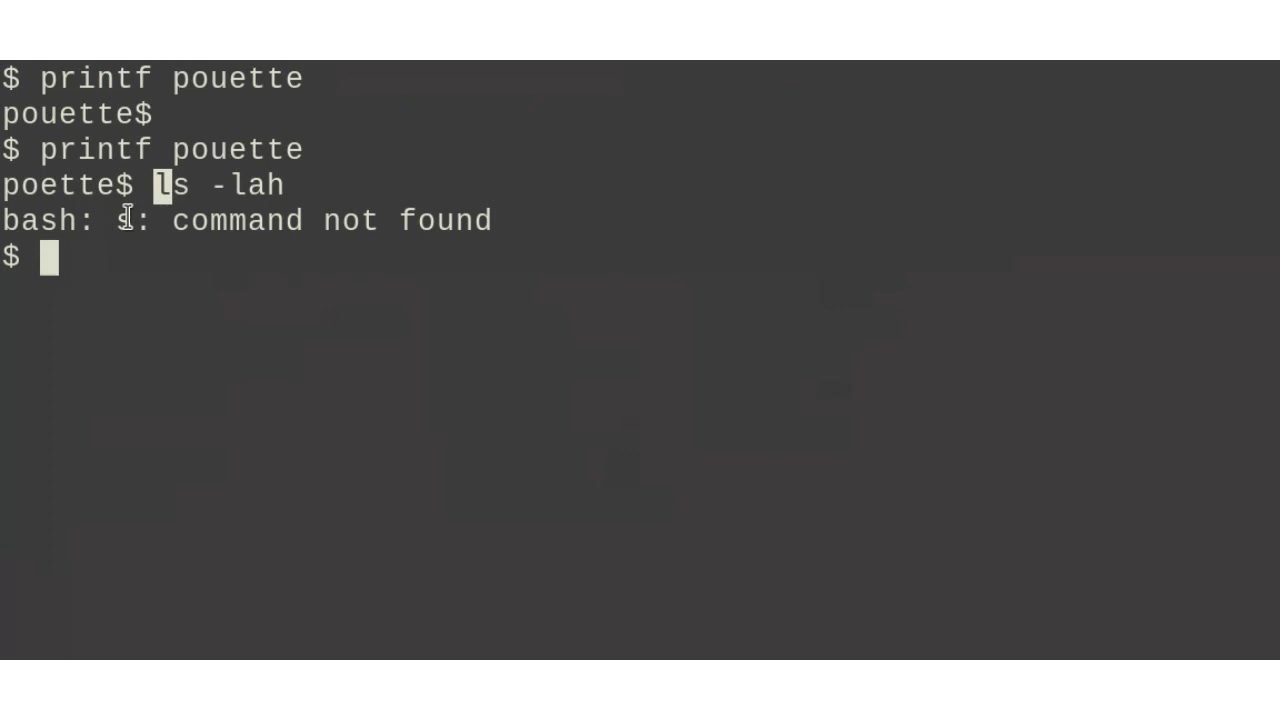 $ printf pouette
pouette$
$ printf pouette
poette$ ls -lah
bash: s: command not found
$